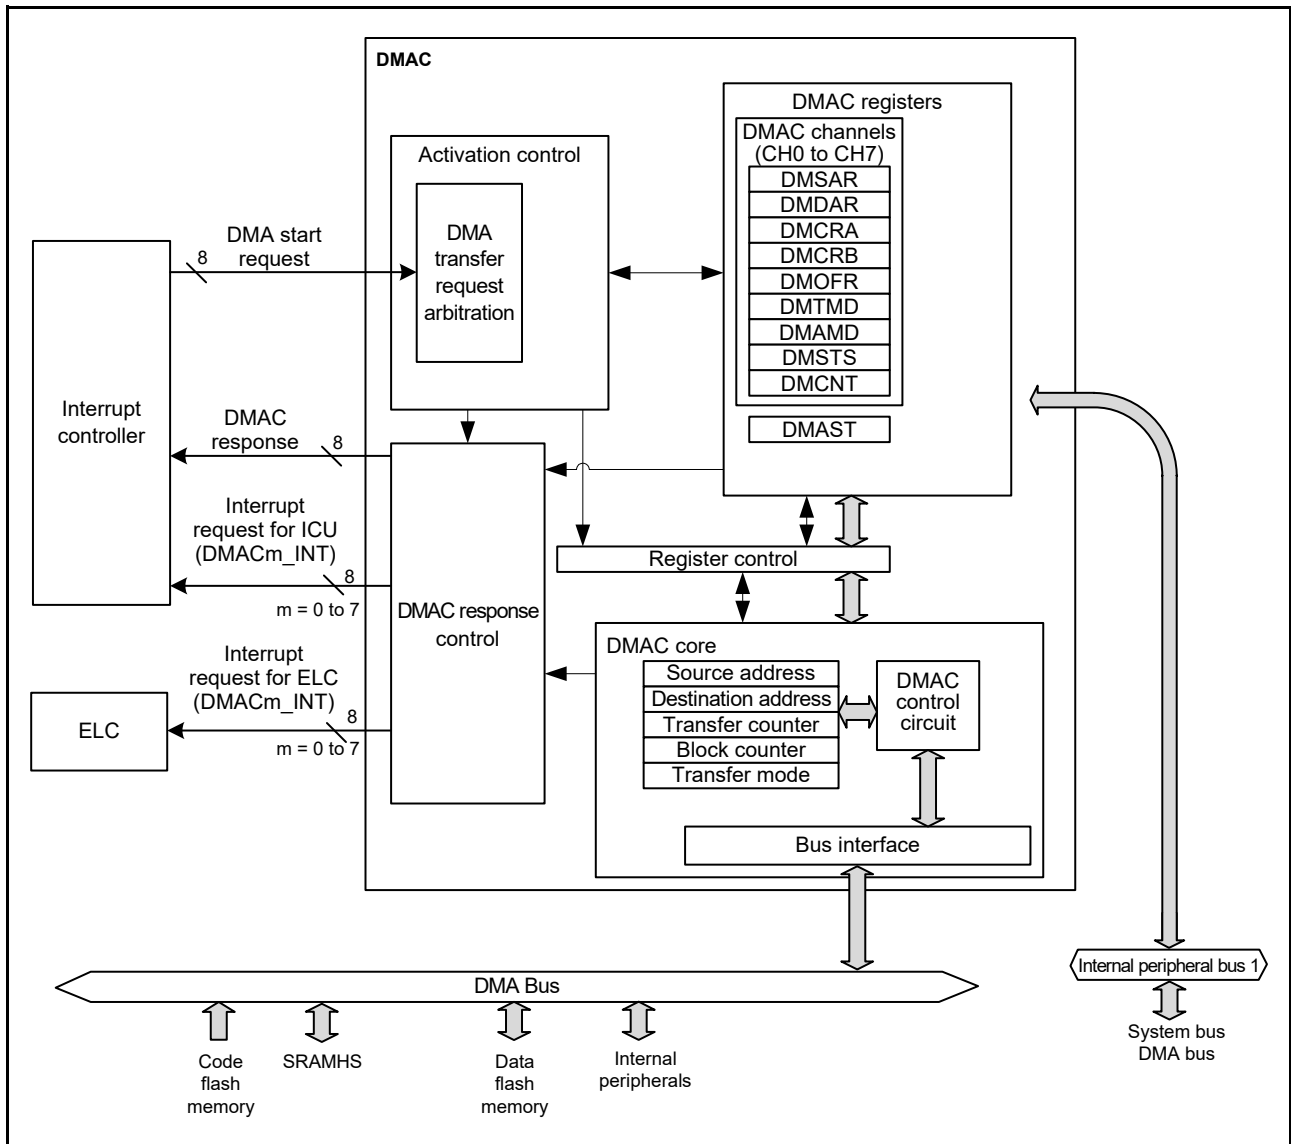 DMAC
DMAC registers
DMAC channels
(CH0 to CH7)
DMSAR
DMDAR
DMCRA
DMCRB
DMOFR
DMTMD
DMAMD
DMSTS
DMCNT
DMAST
Activation control
DMA
transfer
request
arbitration
DMA start
request
8
Interrupt
controller
DMAC
response
8
Interrupt
request for ICU
(DMACm_INT)
8
m = 0 to 7
DMAC response
control
Register control
Interrupt
request for ELC
(DMACm_INT)
8
m = 0 to 7
ELC
DMAC core
Source address
Destination address
Transfer counter
Block counter
Transfer mode
DMAC
control
circuit
Bus interface
DMA Bus
Internal peripheral bus 1
System bus
DMA bus
Code
flash
memory
SRAMHS
Data
flash
memory
Internal
peripherals